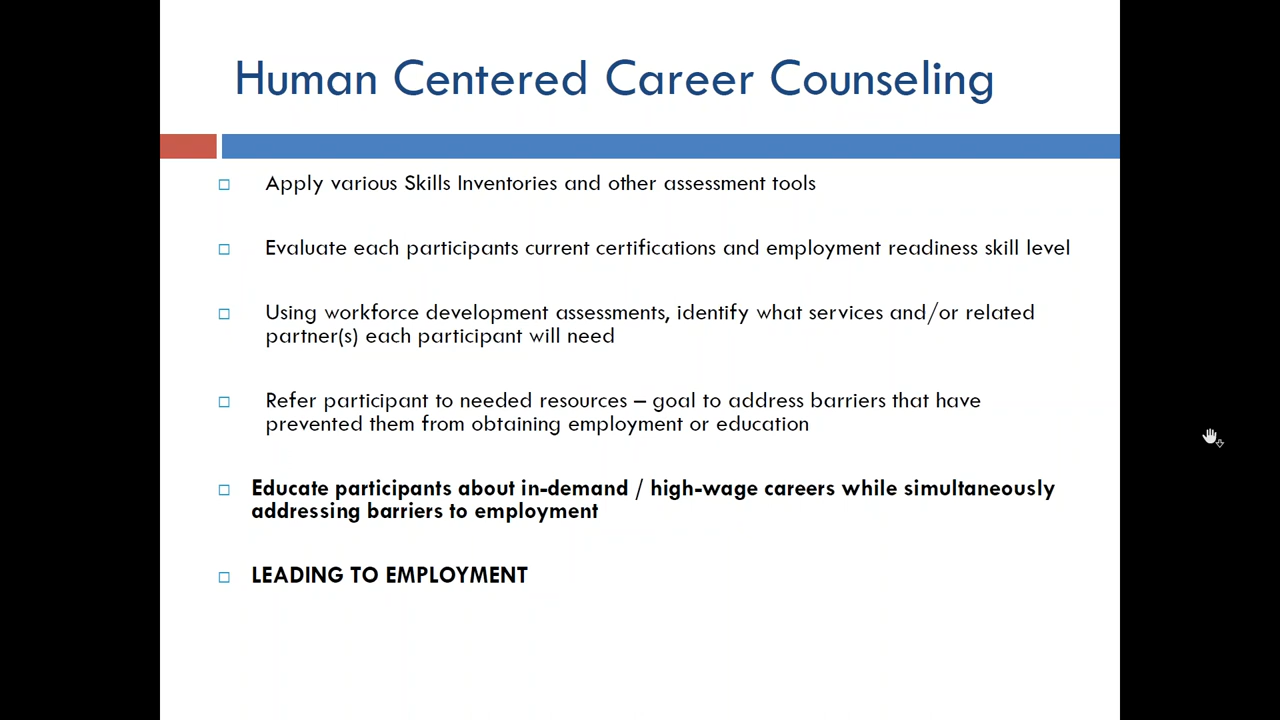 Human Centered Career Counseling
Apply various Skills Inventories and other assessment tools
Evaluate each participants current certifications and employment readiness skill level
Using workforce development assessments, identify what services and/or related
partner(s) each participant will need
Refer participant to needed resources – goal to address barriers that have
prevented them from obtaining employment or education
Educate participants about in-demand / high-wage careers while simultaneously
addressing barriers to employment
LEADING TO EMPLOYMENT